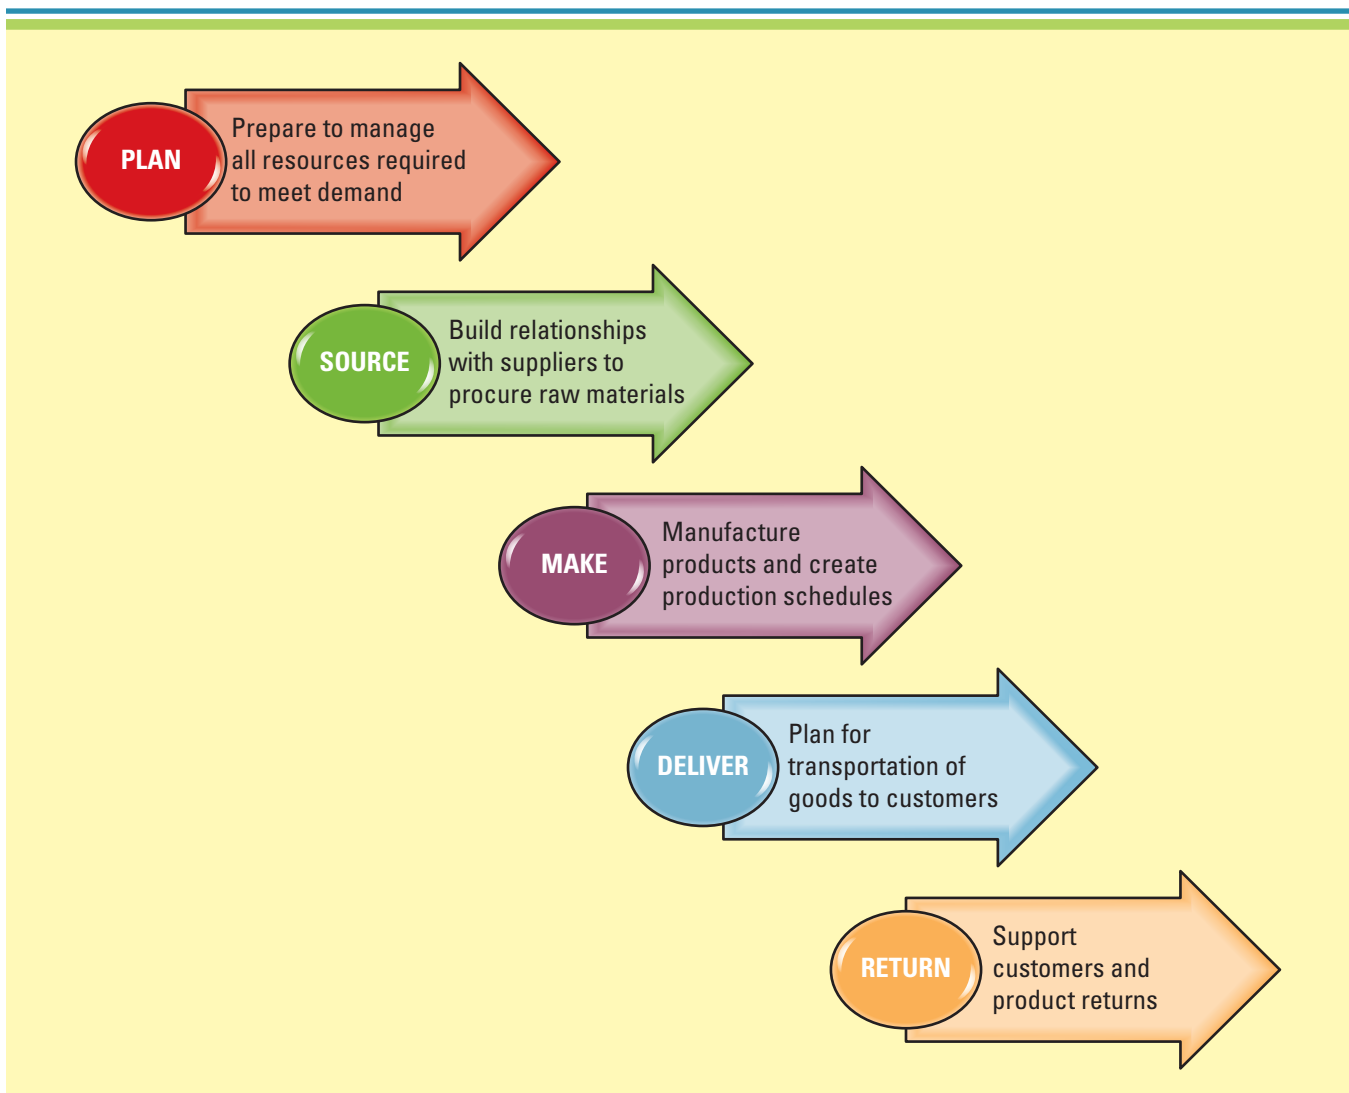 PLAN
Prepare to manage
all resources required
to meet demand
SOURCE
Build relationships
with suppliers to
procure raw materials
MAKE
Manufacture
products and create
production schedules
DELIVER
Plan for
transportation of
goods to customers
RETURN
Support
customers and
product returns